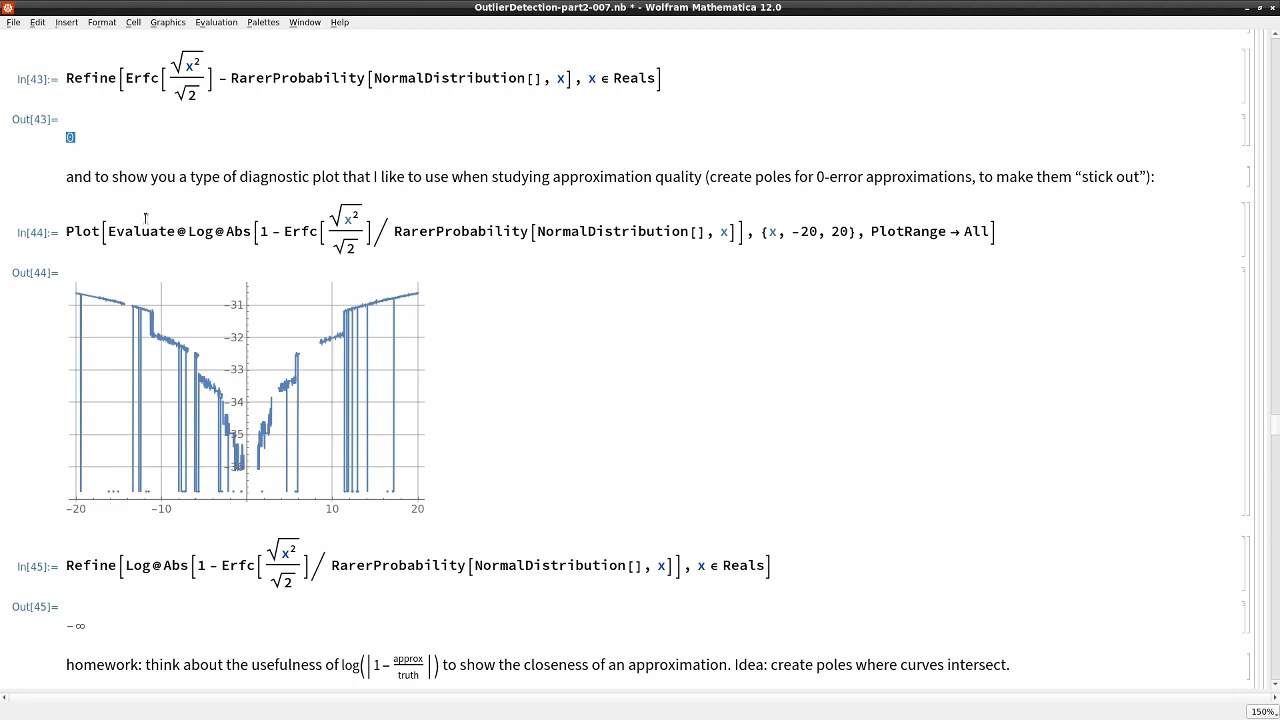 OutlierDetection-part2-007.nb * - Wolfram Mathematica 12.0
File Edit Insert Format Cell Graphics Evaluation Palettes Window Help
In[43]:= Refine[Erfc[√x²/√2] - RarerProbability[NormalDistribution[], x], x ∈ Reals]
Out[43]=
0
and to show you a type of diagnostic plot that I like to use when studying approximation quality (create poles for 0-error approximations, to make them “stick out”):
In[44]:= Plot[Evaluate@Log@Abs[1 - Erfc[√x²/√2]/ RarerProbability[NormalDistribution[], x]], {x, -20, 20}, PlotRange → All]
Out[44]=
-31
-32
-33
-34
-35
-36
-20 -10 10 20
In[45]:= Refine[Log@Abs[1 - Erfc[√x²/√2]/ RarerProbability[NormalDistribution[], x]], x ∈ Reals]
Out[45]=
-∞
homework: think about the usefulness of log(|1- approx/truth|) to show the closeness of an approximation. Idea: create poles where curves intersect.
150%